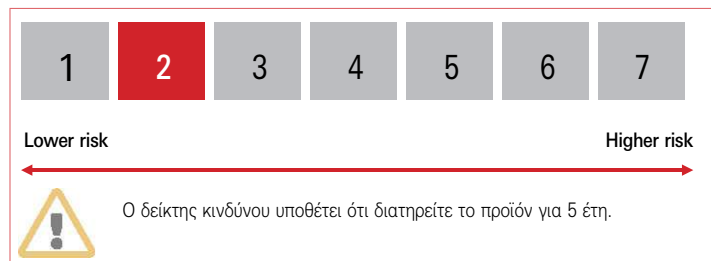 1 2 3 4 5 6 7
Lower risk Higher risk
Ο δείκτης κινδύνου υποθέτει ότι διατηρείτε το προϊόν για 5 έτη.